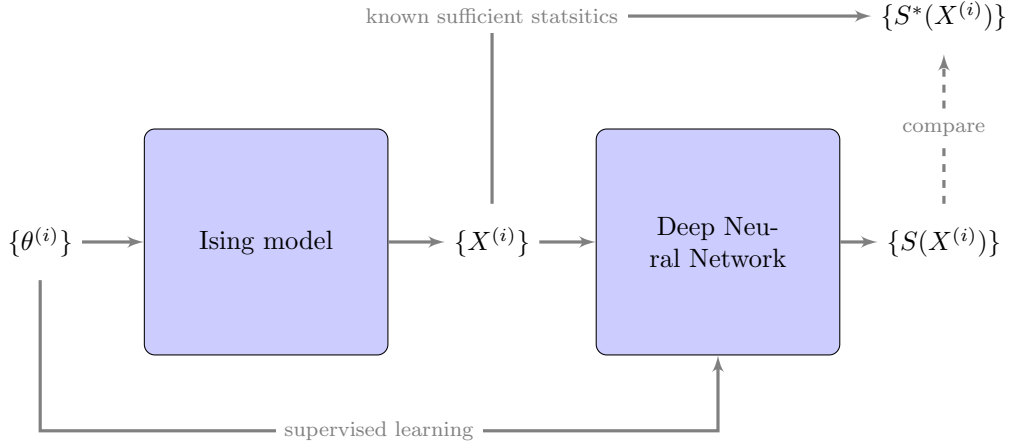 known sufficient statsitics
{S*(X⁽ⁱ⁾)}
compare
{θ⁽ⁱ⁾}
Ising model
{X⁽ⁱ⁾}
Deep Neu-
ral Network
{S(X⁽ⁱ⁾)}
supervised learning